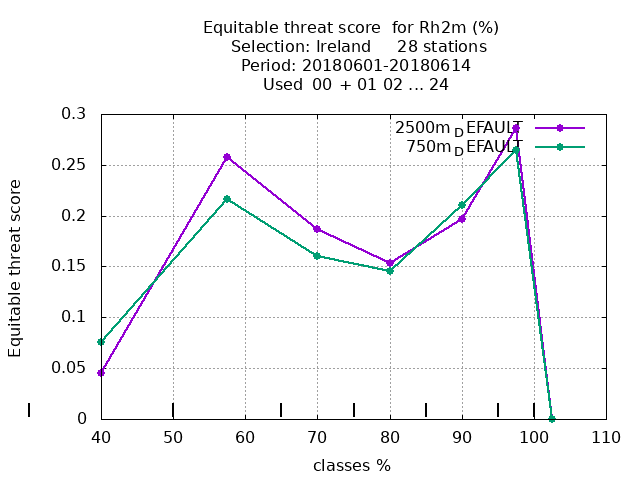 Equitable threat score  for Rh2m (%)
Selection: Ireland     28 stations
Period: 20180601-20180614
Used  00 + 01 02 ... 24
2500m_DEFAULT
750m_DEFAULT
Equitable threat score
0.3
0.25
0.2
0.15
0.1
0.05
0
40 50 60 70 80 90 100 110
classes %